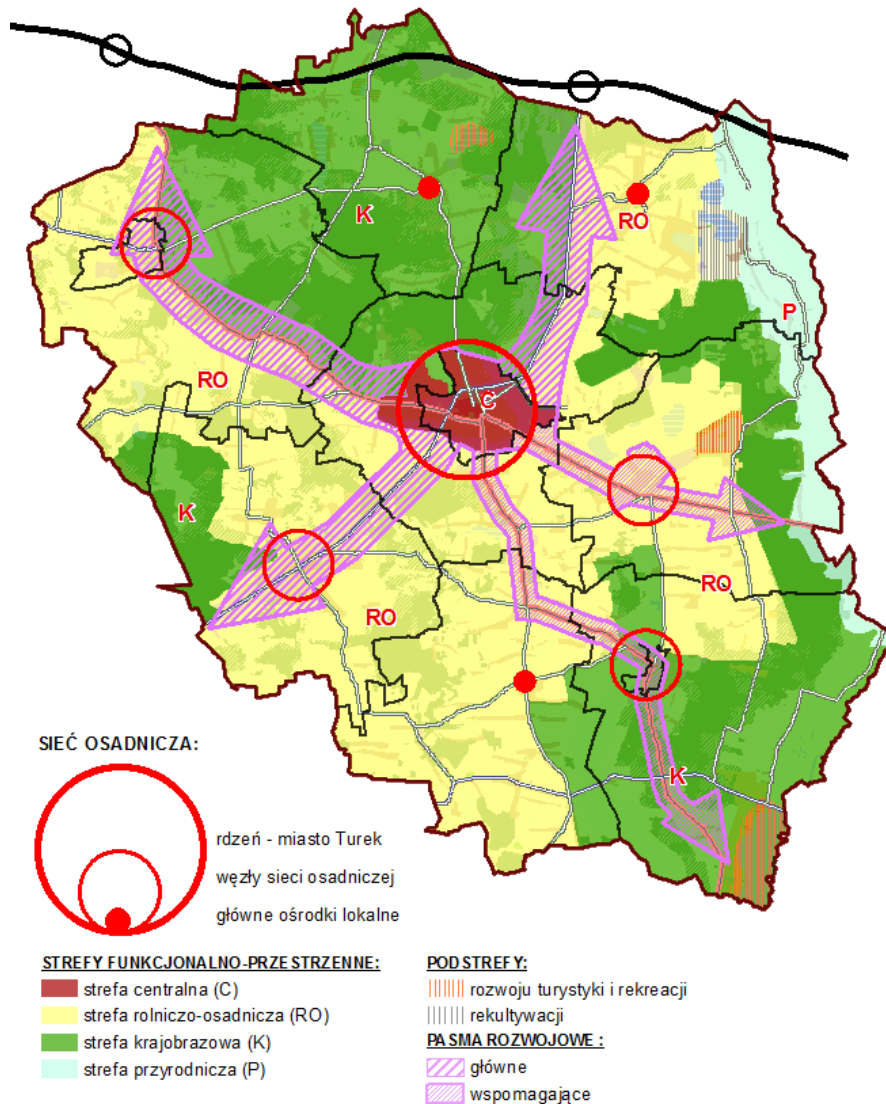 K
RO
P
RO
C
K
RO
RO
K
SIEĆ OSADNICZA:
rdzeń - miasto Turek
węzły sieci osadniczej
główne ośrodki lokalne
STREFY FUNKCJONALNO-PRZESTRZENNE:
strefa centralna (C)
strefa rolniczo-osadnicza (RO)
strefa krajobrazowa (K)
strefa przyrodnicza (P)
PODSTREFY:
rozwoju turystyki i rekreacji
rekultywacji
PASMA ROZWOJOWE :
główne
wspomagające